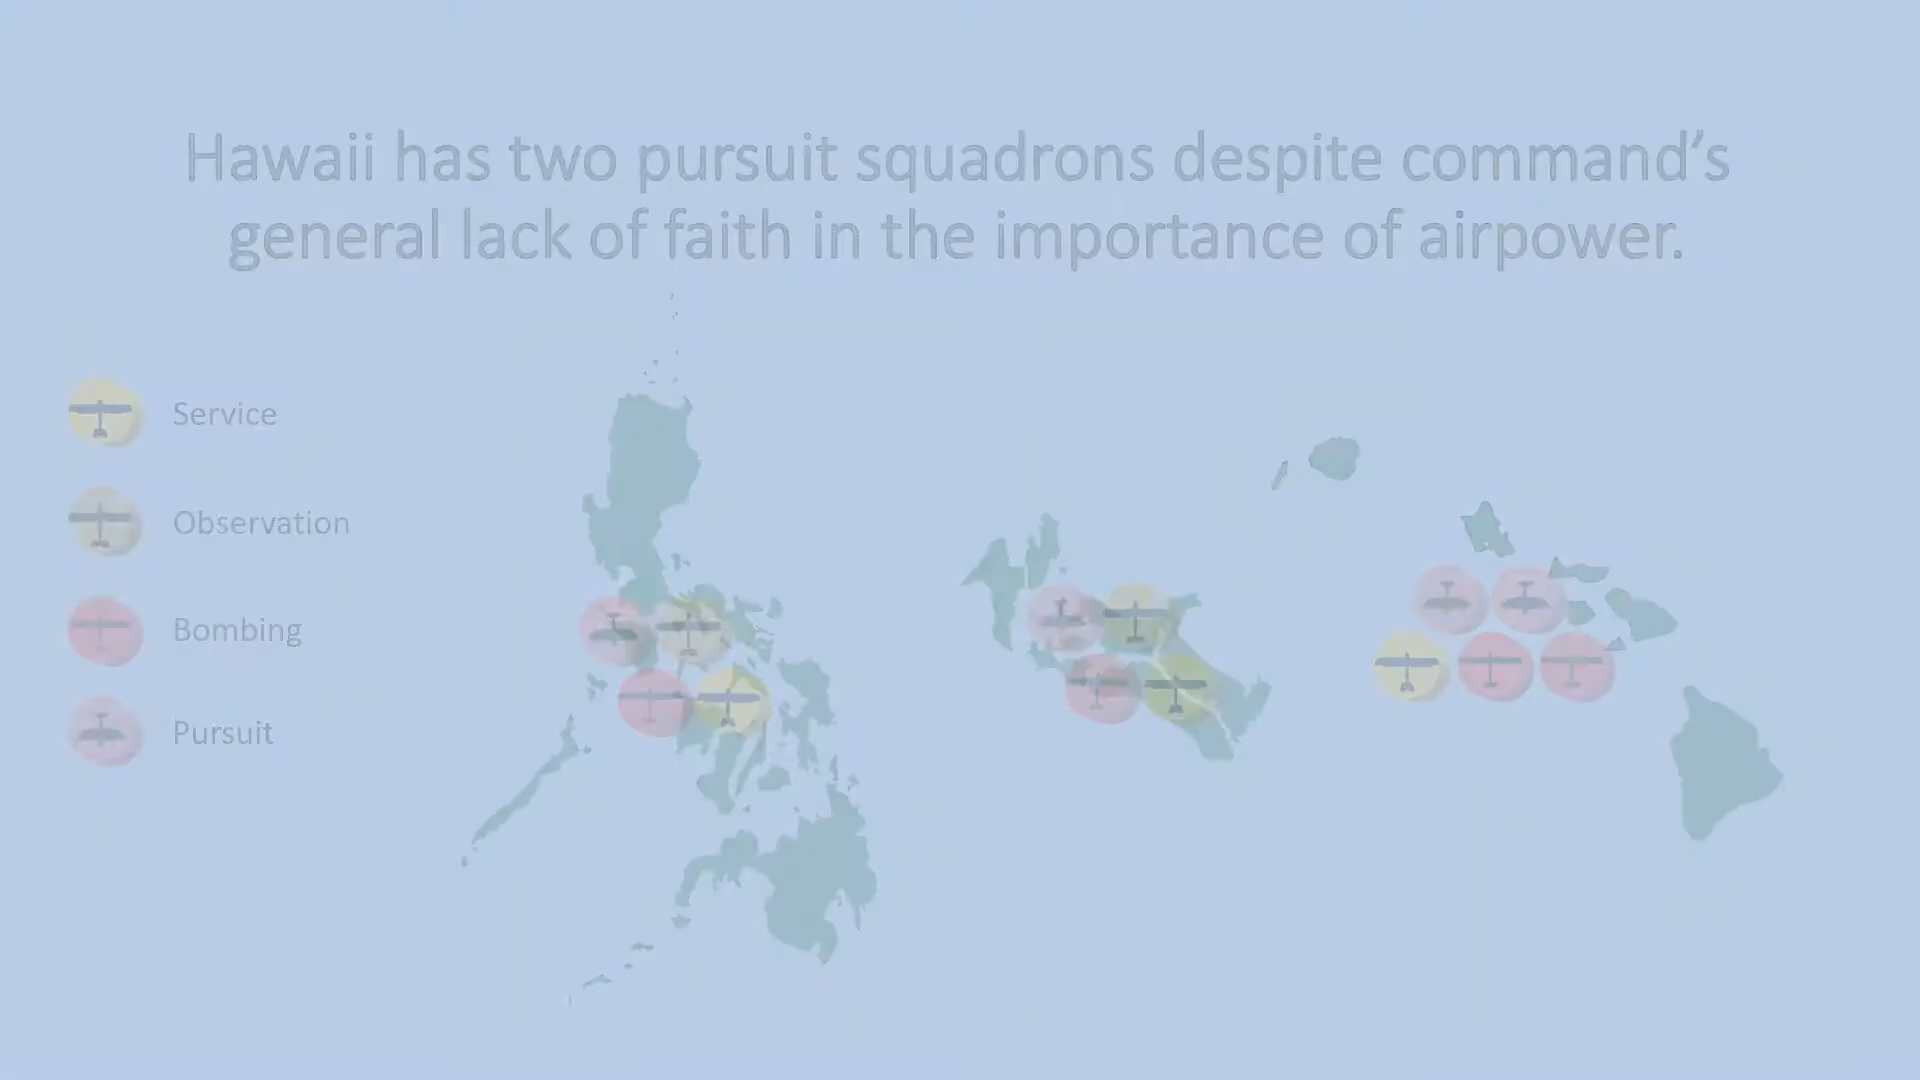 Hawaii has two pursuit squadrons despite command’s
general lack of faith in the importance of airpower.
Service
Observation
Bombing
Pursuit